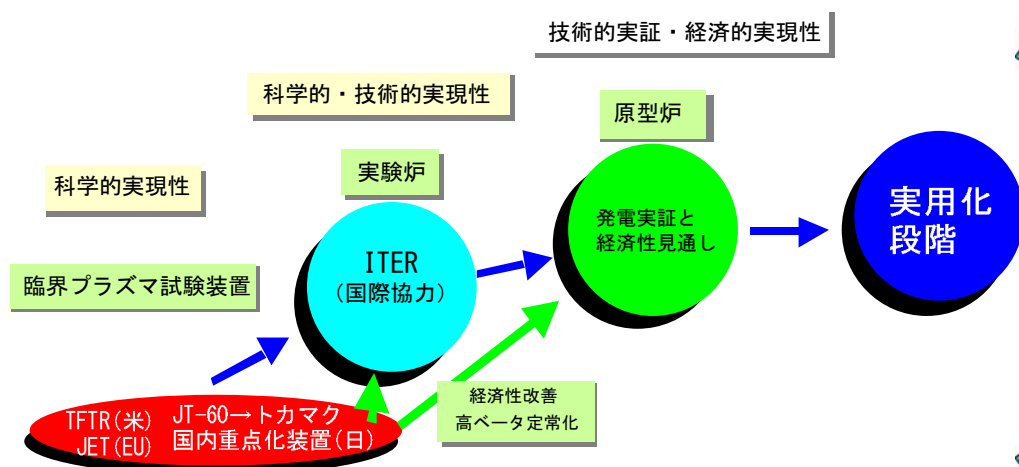 技術的実証・経済的実現性
科学的・技術的実現性
原型炉
実験炉
科学的実現性
実用化
段階
発電実証と
経済性見通し
ITER
(国際協力)
臨界プラズマ試験装置
経済性改善
高ベータ定常化
TFTR(米) JT-60→トカマク
JET(EU) 国内重点化装置(日)